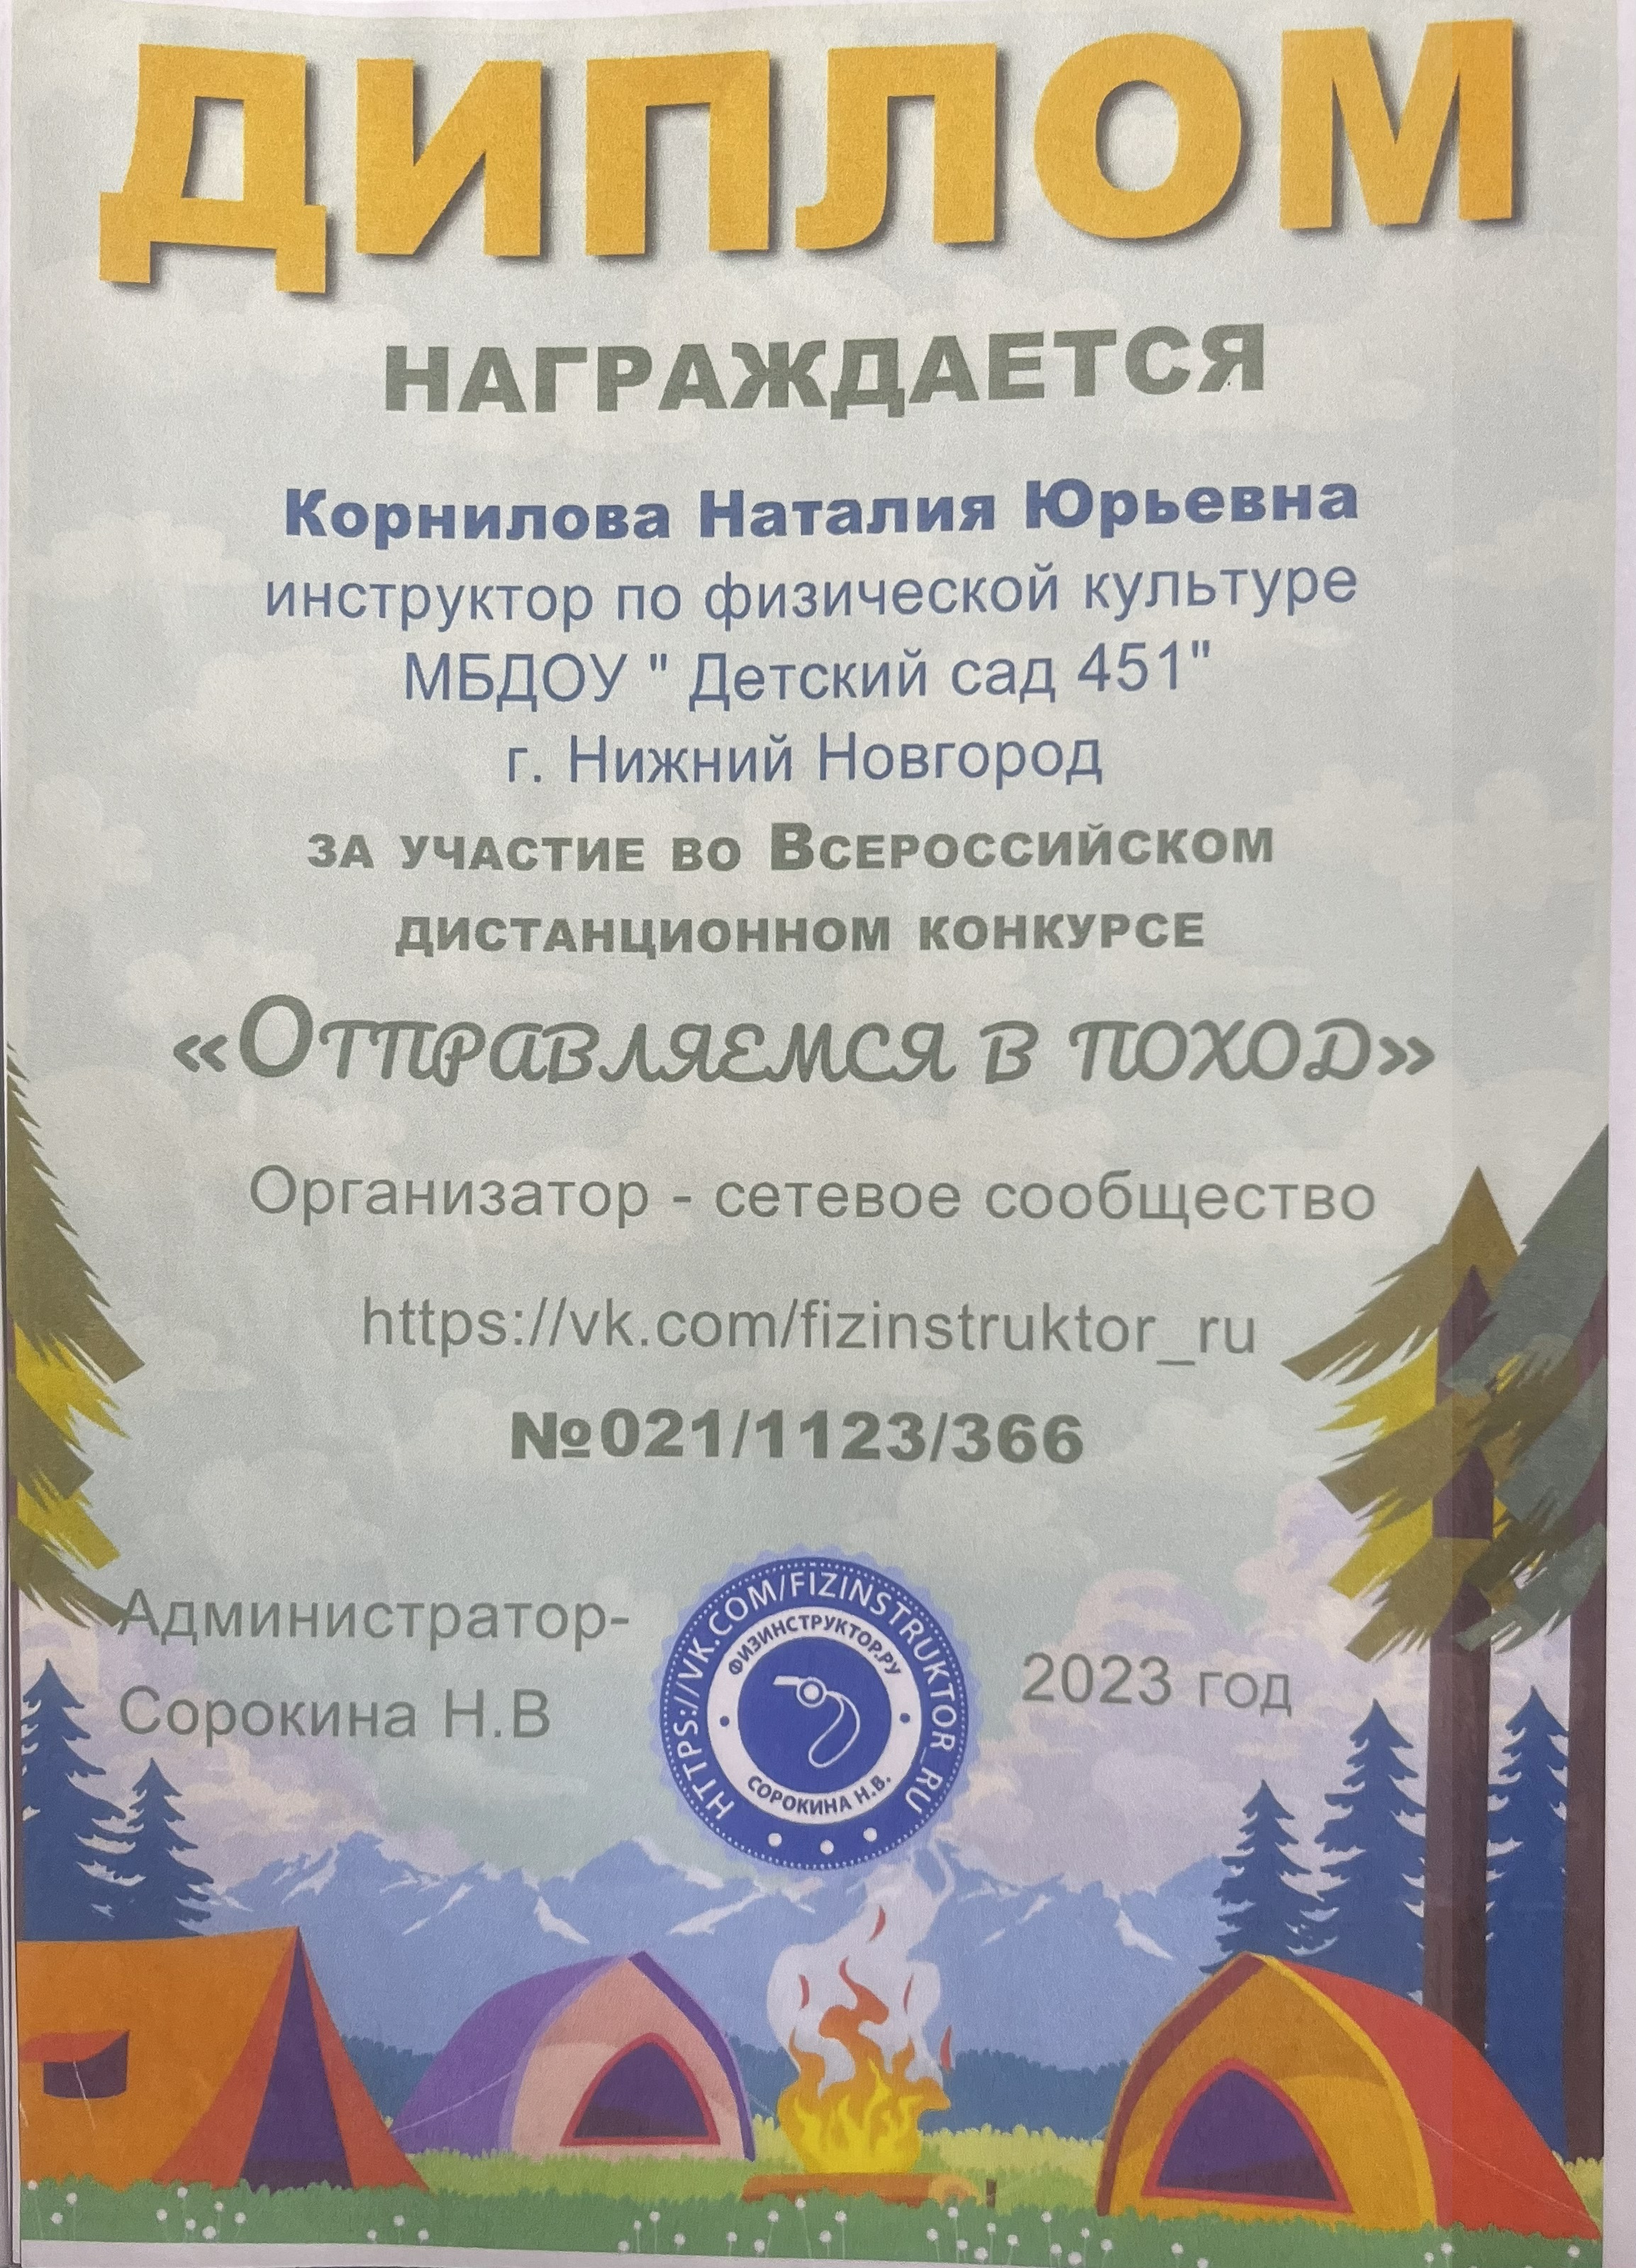 ДИПЛОМ
НАГРАЖДАЕТСЯ
Корнилова Наталия Юрьевна
инструктор по физической культуре
МБДОУ " Детский сад 451"
г. Нижний Новгород
ЗА УЧАСТИЕ ВО ВСЕРОССИЙСКОМ
ДИСТАНЦИОННОМ КОНКУРСЕ
«ОТПРАВЛЯЕМСЯ В ПОХОД»
Организатор - сетевое сообщество
https://vk.com/fizinstruktor_ru
№021/1123/366
Администратор-
Сорокина Н.В
HTTPS://VK.COM/FIZINSTRUKTOR_RU
ФИЗИНСТРУКТОР.РУ
СОРОКИНА Н.В.
2023 год